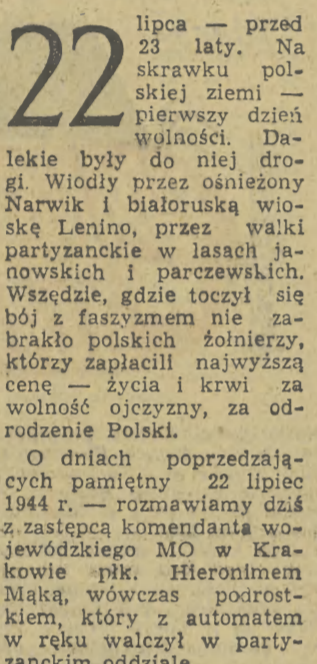 22 lipca — przed
23 laty. Na
skrawku pol-
skiej ziemi —
pierwszy dzień
wolności. Da-
lekie były do niej dro-
gi. Wiodły przez ośnieżony
Narwik i białoruską wio-
skę Lenino, przez walki
partyzanckie w lasach ja-
nowskich i parczewskich.
Wszędzie, gdzie toczył się
bój z faszyzmem nie za-
brakło polskich żołnierzy,
którzy zapłacili najwyższą
cenę — życia i krwi za
wolność ojczyzny, za od-
rodzenie Polski.
O dniach poprzedzają-
cych pamiętny 22 lipiec
1944 r. — rozmawiamy dziś
z zastępcą komendanta wo-
jewódzkiego MO w Kra-
kowie płk. Hieronimem
Mąką, wówczas podrost-
kiem, który z automatem
w ręku walczył w party-
zanckim oddziale